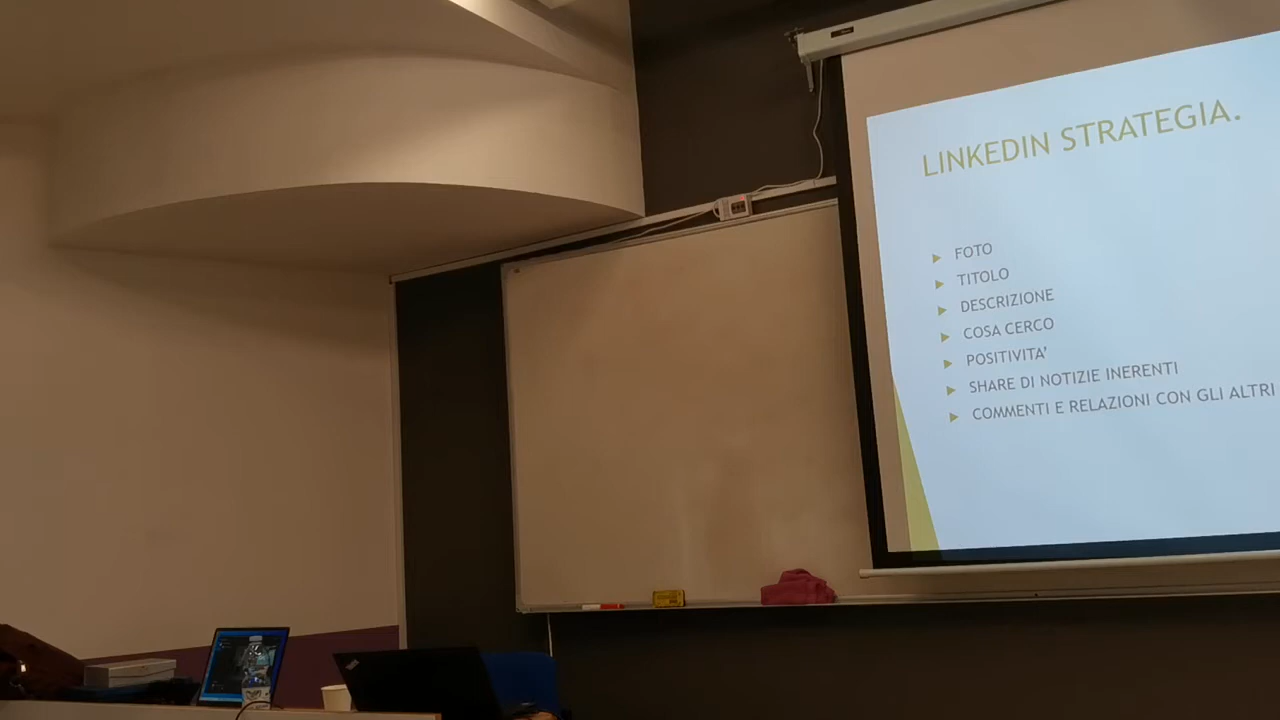 LINKEDIN STRATEGIA.
FOTO
TITOLO
DESCRIZIONE
COSA CERCO
POSITIVITA'
SHARE DI NOTIZIE INERENTI
COMMENTI E RELAZIONI CON GLI ALTRI